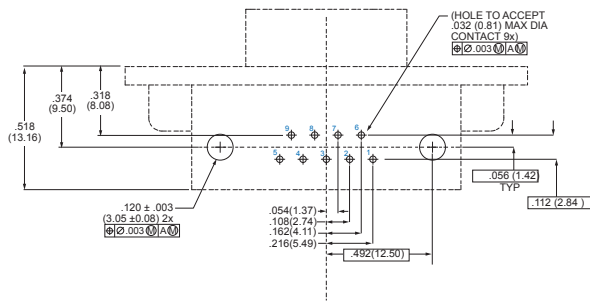 (HOLE TO ACCEPT
.032 (0.81) MAX DIA
CONTACT 9x)
⌖ Ø.003 Ⓜ AⓂ
.518
(13.16)
.374
(9.50)
.318
(8.08)
9 8 7 6
5 4 3 2 1
.056 (1.42)
TYP
.112 (2.84 )
.120 ± .003
(3.05 ±0.08) 2x
⌖ Ø.003 Ⓜ AⓂ
.054(1.37)
.108(2.74)
.162(4.11)
.216(5.49)
.492(12.50)